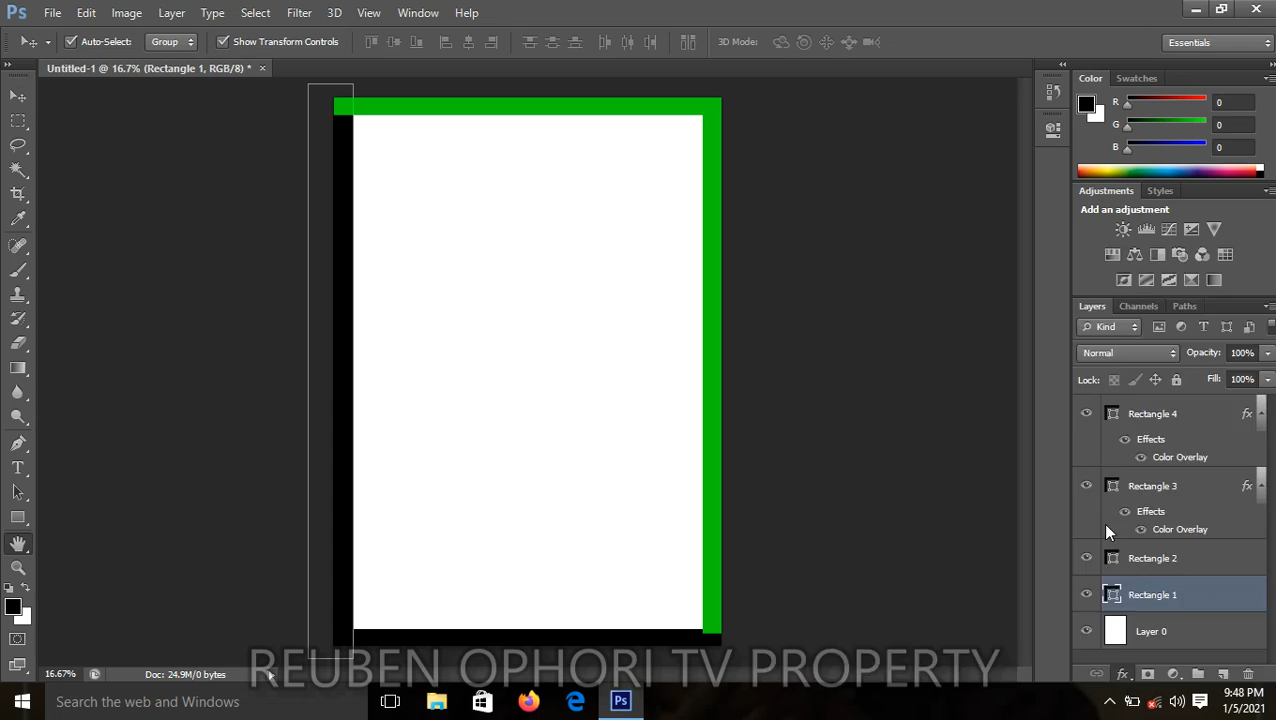 Ps File Edit Image Layer Type Select Filter 3D View Window Help
Auto-Select: Group Show Transform Controls 3D Mode: Essentials
Untitled-1 @ 16.7% (Rectangle 1, RGB/8) *
Color Swatches
R 0
G 0
B 0
Adjustments Styles
Add an adjustment
Layers Channels Paths
Kind
Normal Opacity: 100%
Lock: Fill: 100%
Rectangle 4 fx
Effects
Color Overlay
Rectangle 3 fx
Effects
Color Overlay
Rectangle 2
Rectangle 1
Layer 0
16.67% Doc: 24.9M/0 bytes
REUBEN OPHORI TV PROPERTY
Search the web and Windows
9:48 PM
1/5/2021